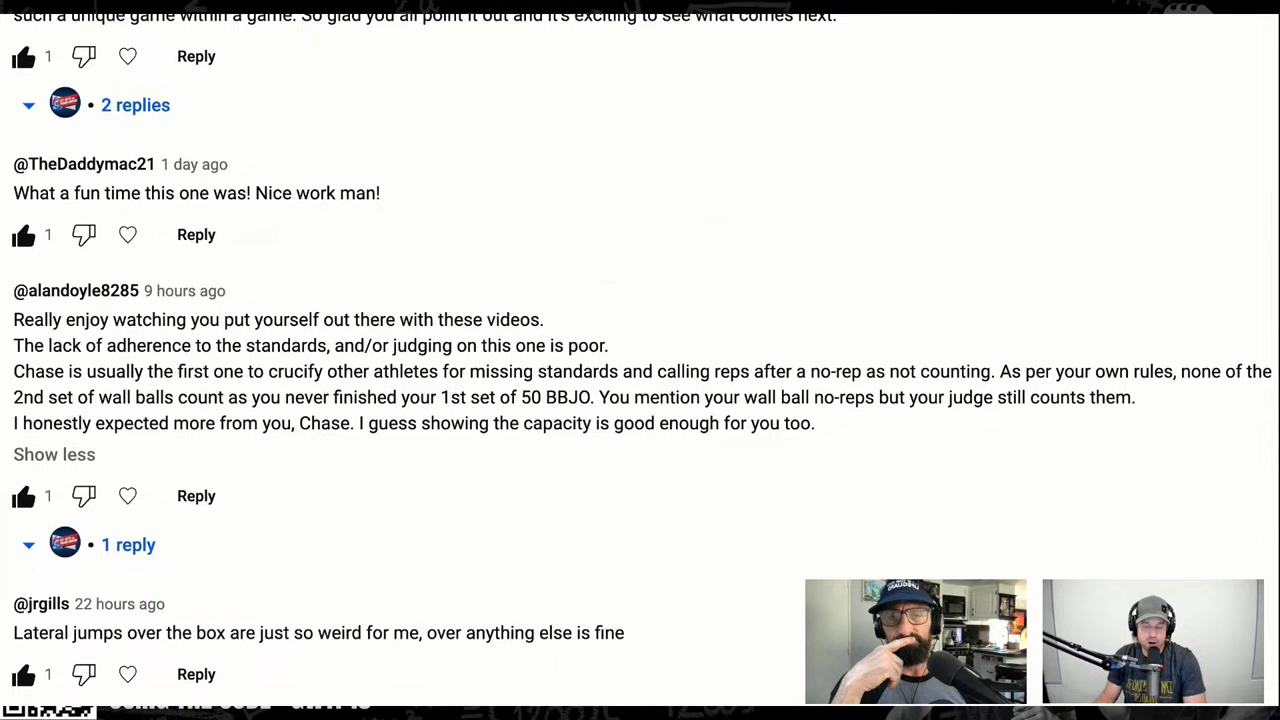 such a unique game within a game. So glad you all point it out and it's exciting to see what comes next.
1
Reply
• 2 replies
@TheDaddymac21 1 day ago
What a fun time this one was! Nice work man!
1
Reply
@alandoyle8285 9 hours ago
Really enjoy watching you put yourself out there with these videos.
The lack of adherence to the standards, and/or judging on this one is poor.
Chase is usually the first one to crucify other athletes for missing standards and calling reps after a no-rep as not counting. As per your own rules, none of the
2nd set of wall balls count as you never finished your 1st set of 50 BBJO. You mention your wall ball no-reps but your judge still counts them.
I honestly expected more from you, Chase. I guess showing the capacity is good enough for you too.
Show less
1
Reply
• 1 reply
@jrgills 22 hours ago
Lateral jumps over the box are just so weird for me, over anything else is fine
1
Reply